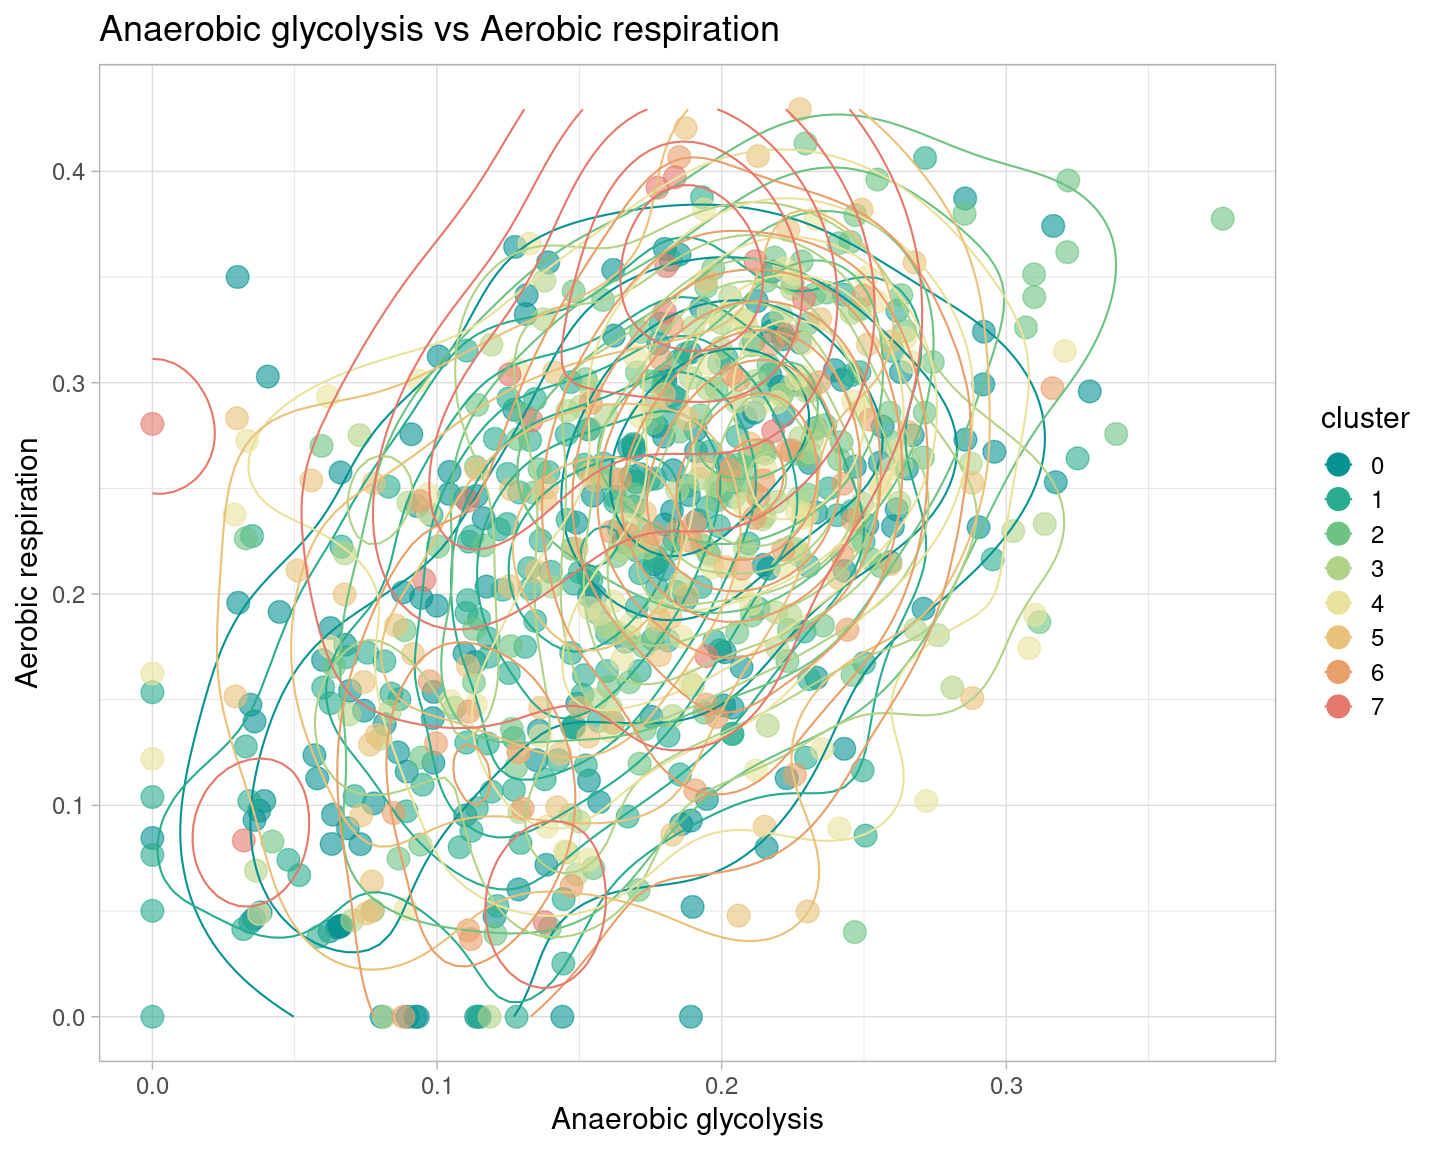 Anaerobic glycolysis vs Aerobic respiration
Aerobic respiration
0.4
0.3
0.2
0.1
0.0
0.0 0.1 0.2 0.3
Anaerobic glycolysis
cluster
0
1
2
3
4
5
6
7